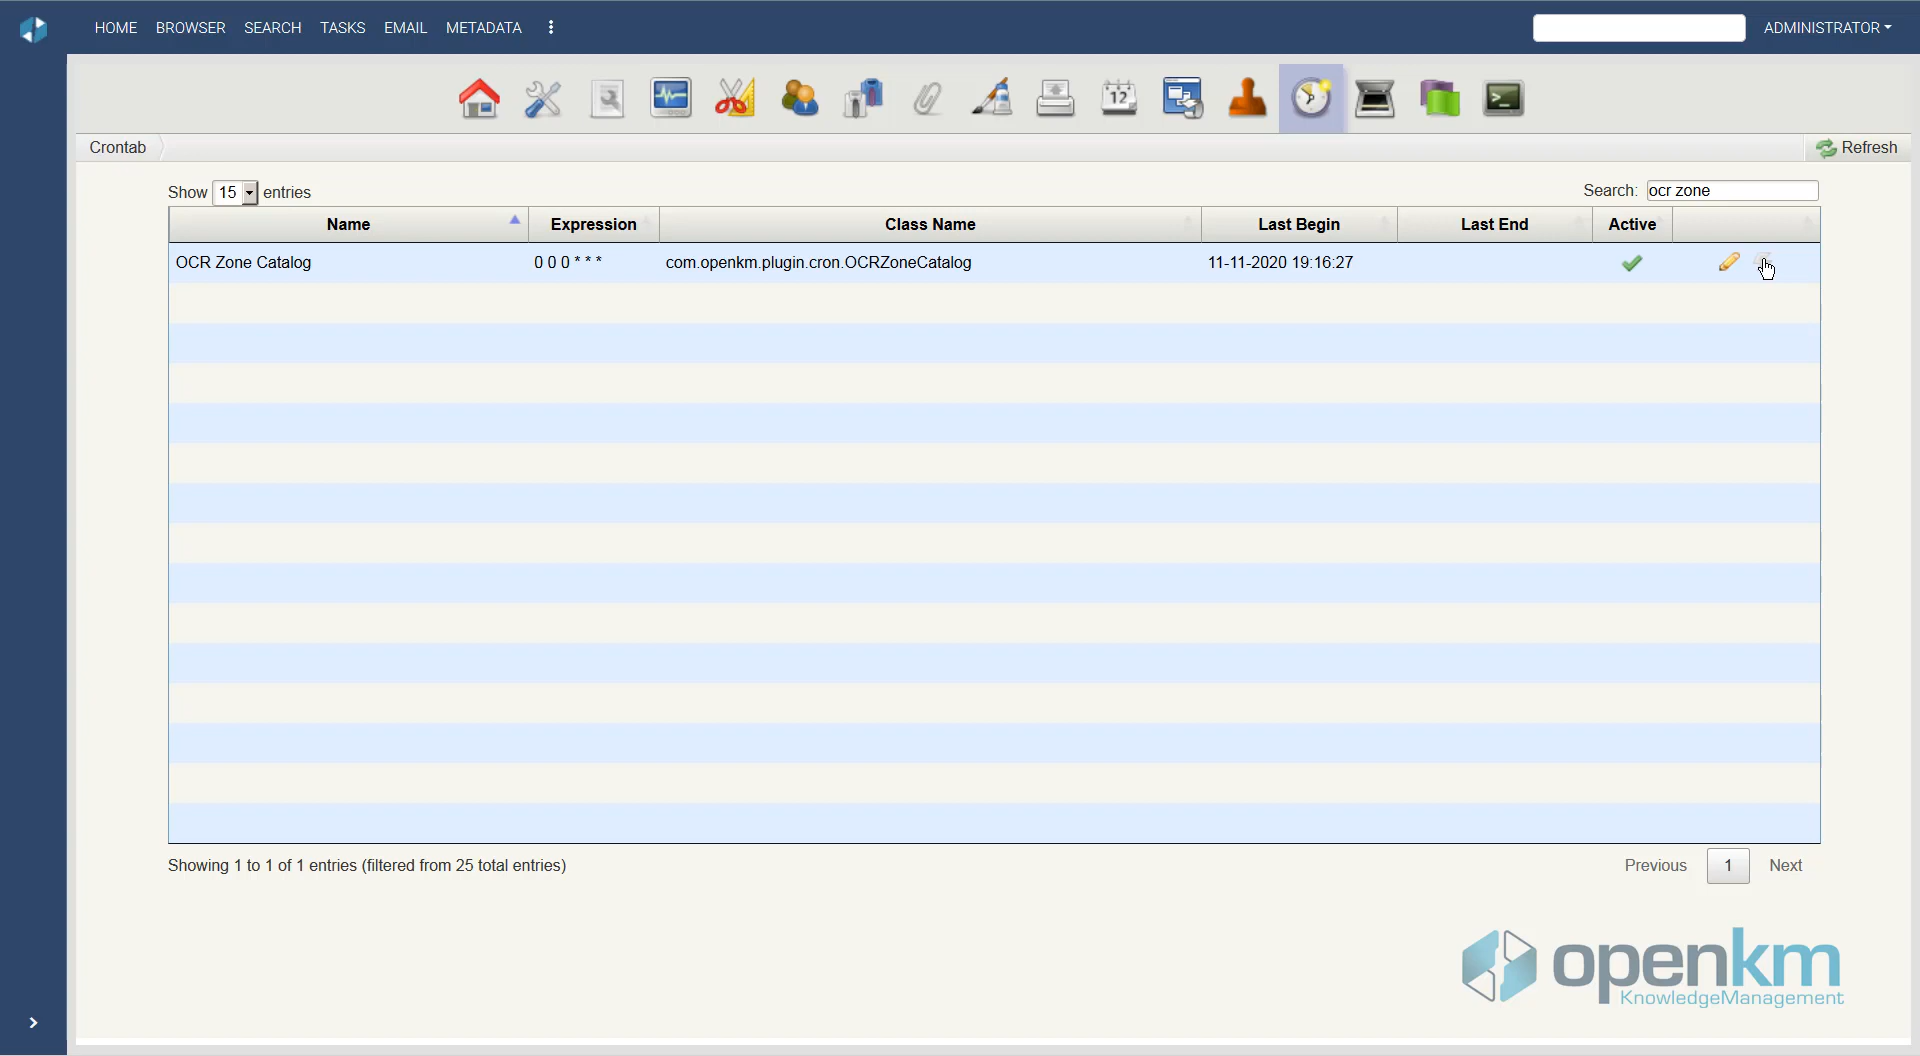 HOME BROWSER SEARCH TASKS EMAIL METADATA ADMINISTRATOR
12
Crontab Refresh
Show 15 entries Search: ocr zone
Name Expression Class Name Last Begin Last End Active
OCR Zone Catalog 0 0 0 * * * com.openkm.plugin.cron.OCRZoneCatalog 11-11-2020 19:16:27
Showing 1 to 1 of 1 entries (filtered from 25 total entries) Previous 1 Next
openkm
KnowledgeManagement